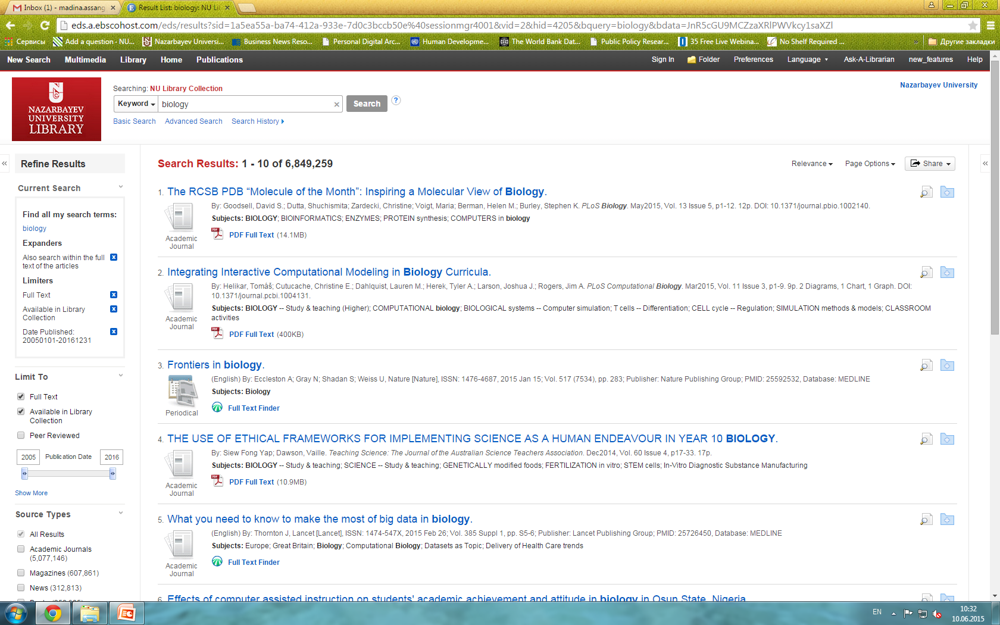 Inbox (1) - madina.assang
Result List: biology: NU Li
eds.a.ebscohost.com/eds/results?sid=1a5ea55a-ba74-412a-933e-7d0c3bccb50e%40sessionmgr4001&vid=2&hid=4205&bquery=biology&bdata=JnR5cGU9MCZzaXRlPWVkcy1saXZl
Сервисы
Add a question · NU...
Nazarbayev Universi...
Business News Reso...
Personal Digital Arc...
Human Developme...
The World Bank Dat...
Public Policy Resear...
35 Free Live Webina...
No Shelf Required ...
»
Другие закладки
New Search Multimedia Library Home Publications
Sign In Folder Preferences Language Ask-A-Librarian new_features Help
NAZARBAYEV
UNIVERSITY
LIBRARY
Searching: NU Library Collection
Keyword biology
Search
?
Basic Search Advanced Search Search History
Nazarbayev University
Refine Results
Current Search
Find all my search terms:
biology
Expanders
Also search within the full
text of the articles
Limiters
Full Text
Available in Library
Collection
Date Published:
20050101-20161231
Limit To
Full Text
Available in Library
Collection
Peer Reviewed
2005 Publication Date 2016
Show More
Source Types
All Results
Academic Journals
(5,077,146)
Magazines (607,861)
News (312,813)
Search Results: 1 - 10 of 6,849,259
Relevance Page Options Share
1. The RCSB PDB “Molecule of the Month”: Inspiring a Molecular View of Biology.
By: Goodsell, David S.; Dutta, Shuchismita; Zardecki, Christine; Voigt, Maria; Berman, Helen M.; Burley, Stephen K. PLoS Biology. May2015, Vol. 13 Issue 5, p1-12. 12p. DOI: 10.1371/journal.pbio.1002140.
Subjects: BIOLOGY; BIOINFORMATICS; ENZYMES; PROTEIN synthesis; COMPUTERS in biology
Academic
Journal
PDF Full Text (14.1MB)
2. Integrating Interactive Computational Modeling in Biology Curricula.
By: Helikar, Tomáš; Cutucache, Christine E.; Dahlquist, Lauren M.; Herek, Tyler A.; Larson, Joshua J.; Rogers, Jim A. PLoS Computational Biology. Mar2015, Vol. 11 Issue 3, p1-9. 9p. 2 Diagrams, 1 Chart, 1 Graph. DOI:
10.1371/journal.pcbi.1004131.
Subjects: BIOLOGY -- Study & teaching (Higher); COMPUTATIONAL biology; BIOLOGICAL systems -- Computer simulation; T cells -- Differentiation; CELL cycle -- Regulation; SIMULATION methods & models; CLASSROOM
activities
Academic
Journal
PDF Full Text (400KB)
3. Frontiers in biology.
(English) By: Eccleston A; Gray N; Shadan S; Weiss U, Nature [Nature], ISSN: 1476-4687, 2015 Jan 15; Vol. 517 (7534), pp. 283; Publisher: Nature Publishing Group; PMID: 25592532, Database: MEDLINE
Subjects: Biology
Periodical
Full Text Finder
4. THE USE OF ETHICAL FRAMEWORKS FOR IMPLEMENTING SCIENCE AS A HUMAN ENDEAVOUR IN YEAR 10 BIOLOGY.
By: Siew Fong Yap; Dawson, Vaille. Teaching Science: The Journal of the Australian Science Teachers Association. Dec2014, Vol. 60 Issue 4, p17-33. 17p.
Subjects: BIOLOGY -- Study & teaching; SCIENCE -- Study & teaching; GENETICALLY modified foods; FERTILIZATION in vitro; STEM cells; In-Vitro Diagnostic Substance Manufacturing
Academic
Journal
PDF Full Text (10.9MB)
5. What you need to know to make the most of big data in biology.
(English) By: Thornton J, Lancet [Lancet], ISSN: 1474-547X, 2015 Feb 26; Vol. 385 Suppl 1, pp. S5-6; Publisher: Lancet Publishing Group; PMID: 25726450, Database: MEDLINE
Subjects: Europe; Great Britain; Biology; Computational Biology; Datasets as Topic; Delivery of Health Care trends
Academic
Journal
Full Text Finder
6. Effects of computer assisted instruction on students' academic achievement and attitude in biology in Osun State, Nigeria.
EN
10:32
10.06.2015